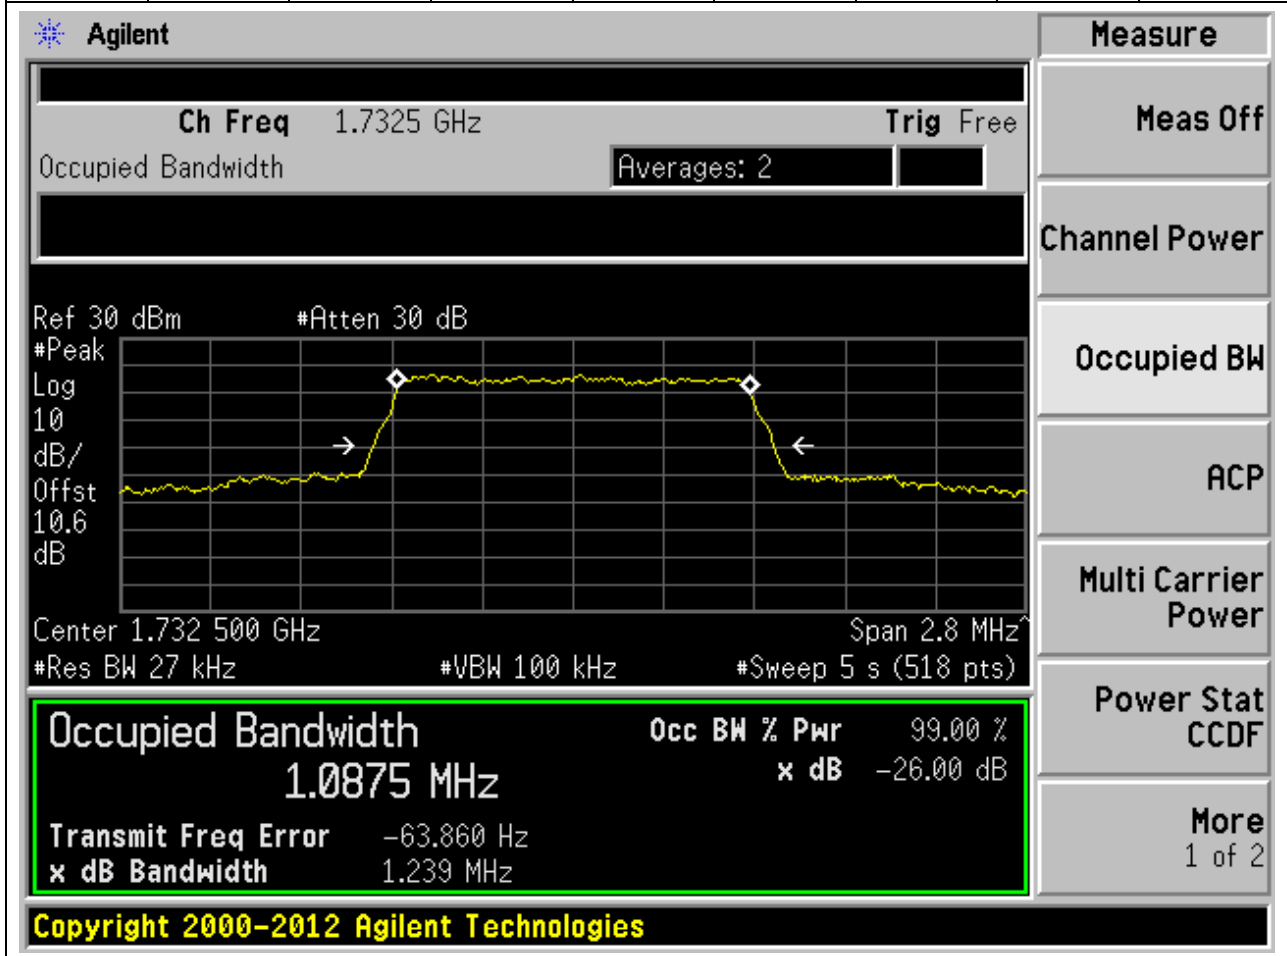 Agilent
Measure
Ch Freq 1.7325 GHz Trig Free
Occupied Bandwidth Averages: 2
Meas Off
Channel Power
Occupied BW
ACP
Multi Carrier
Power
Power Stat
CCDF
More
1 of 2
Ref 30 dBm #Atten 30 dB
#Peak
Log
10
dB/
Offst
10.6
dB
Center 1.732 500 GHz Span 2.8 MHz^
#Res BW 27 kHz #VBW 100 kHz #Sweep 5 s (518 pts)
Occupied Bandwidth Occ BW % Pwr 99.00 %
1.0875 MHz x dB -26.00 dB
Transmit Freq Error -63.860 Hz
x dB Bandwidth 1.239 MHz
Copyright 2000-2012 Agilent Technologies